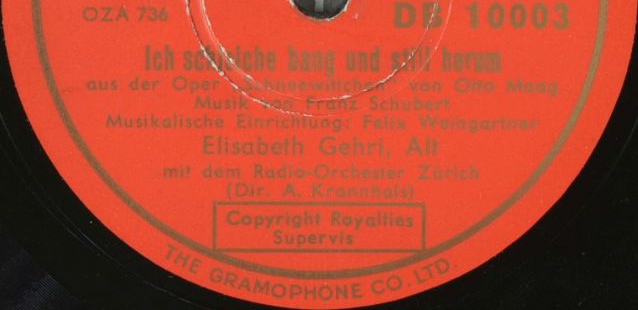 OZA 736
DB 10003
Ich schleiche bang und still herum
aus der Oper „Schneewittchen" von Otto Maag
Musik von Franz Schubert
Musikalische Einrichtung: Felix Weingartner
Elisabeth Gehri, Alt
mit dem Radio-Orchester Zürich
(Dir. A. Krannhals)
Copyright Royalties
Supervis
THE GRAMOPHONE CO. LTD.